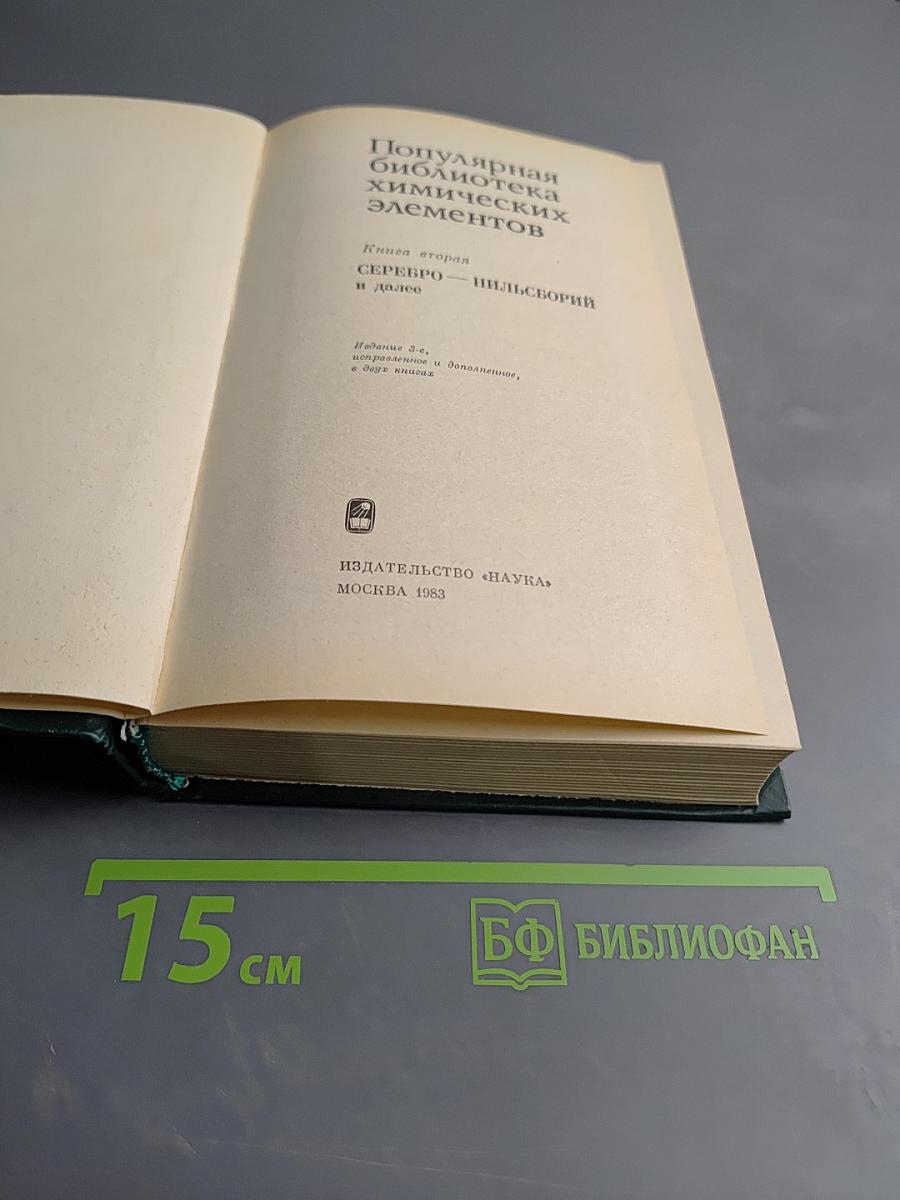 Популярная
библиотека
химических
элементов
Книга вторая
СЕРЕБРО — НИЛЬСБОРИЙ
и далее
Издание 3-е,
исправленное и дополненное,
в двух книгах
ИЗДАТЕЛЬСТВО «НАУКА»
МОСКВА 1983
15 см
БФ БИБЛИОФАН